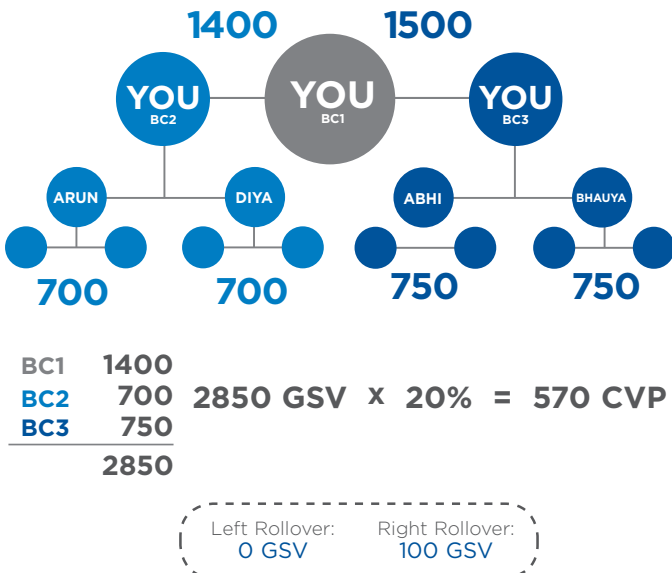 1400 1500
YOU
BC2
YOU
BC1
YOU
BC3
ARUN DIYA ABHI BHAUYA
700 700 750 750
BC1 1400
BC2 700
BC3 750
2850
2850 GSV x 20% = 570 CVP
Left Rollover: Right Rollover:
0 GSV 100 GSV